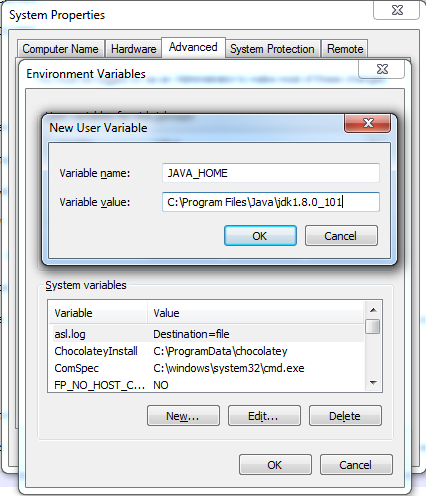 System Properties
Computer Name Hardware Advanced System Protection Remote
Environment Variables
New User Variable
Variable name: JAVA_HOME
Variable value: C:\Program Files\Java\jdk1.8.0_101
OK Cancel
System variables
Variable Value
asl.log Destination=file
ChocolateyInstall C:\ProgramData\chocolatey
ComSpec C:\windows\system32\cmd.exe
FP_NO_HOST_C... NO
New... Edit... Delete
OK Cancel